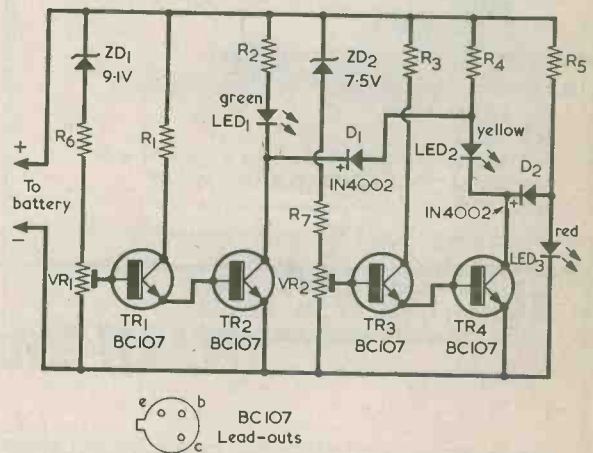 R2
ZD2
7·5V
R3
R4
R5
ZD1
9·1V
R6
R1
green
LED1
D1
IN4002
yellow
LED2
D2
IN4002
red
LED3
+
To
battery
−
R7
VR1
VR2
TR1
BC107
TR2
BC107
TR3
BC107
TR4
BC107
+
+
e
b
c
BC107
Lead-outs